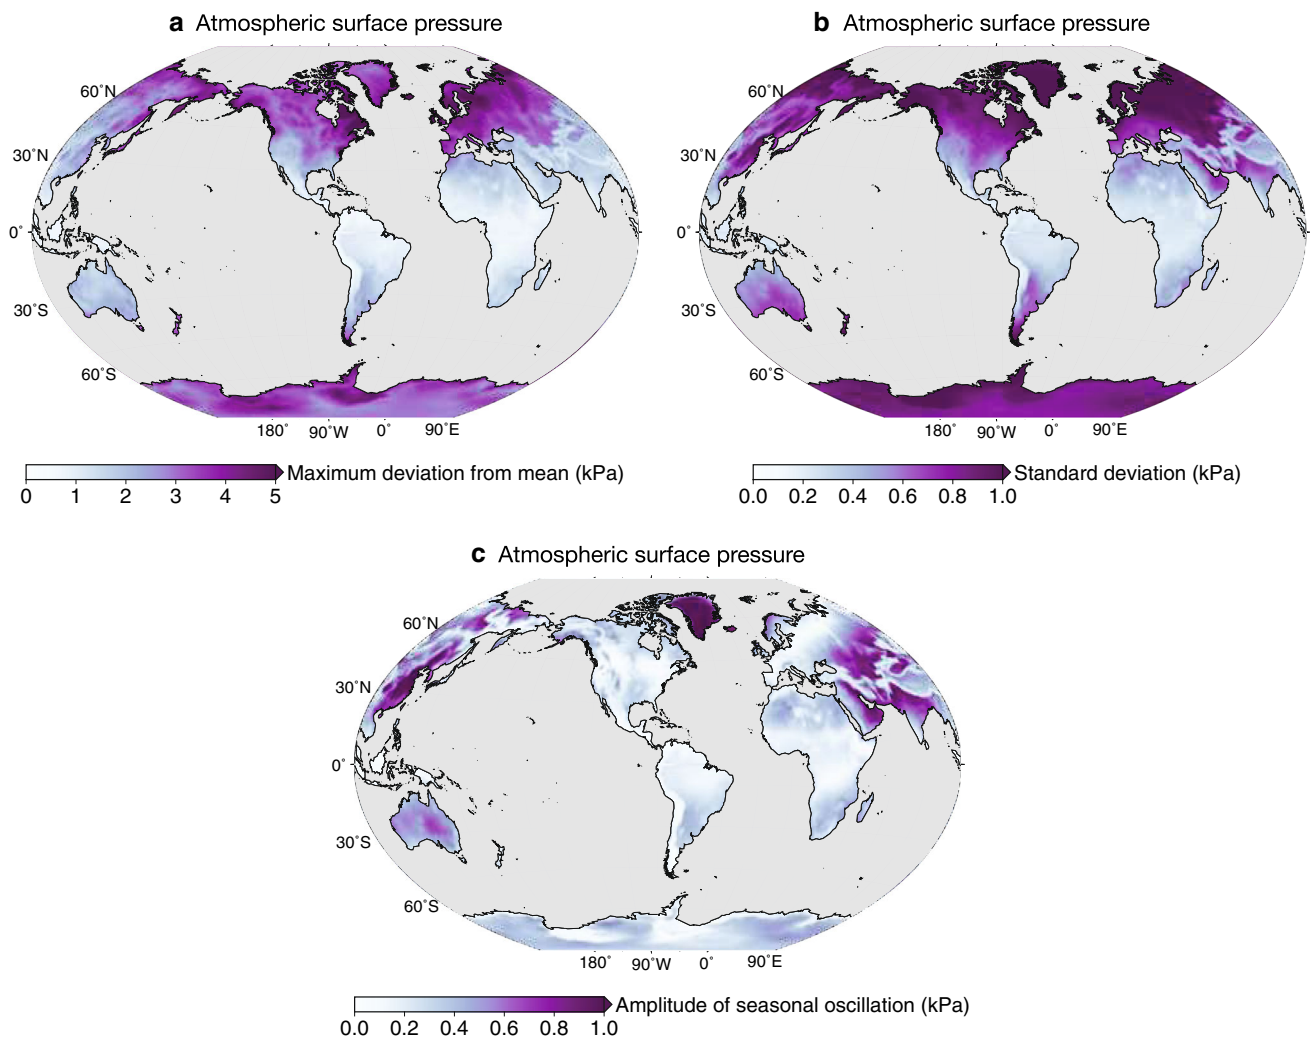 a Atmospheric surface pressure
60˚N
30˚N
0˚
30˚S
60˚S
180˚ 90˚W 0˚ 90˚E
Maximum deviation from mean (kPa)
0 1 2 3 4 5
b Atmospheric surface pressure
60˚N
30˚N
0˚
30˚S
60˚S
180˚ 90˚W 0˚ 90˚E
Standard deviation (kPa)
0.0 0.2 0.4 0.6 0.8 1.0
c Atmospheric surface pressure
60˚N
30˚N
0˚
30˚S
60˚S
180˚ 90˚W 0˚ 90˚E
Amplitude of seasonal oscillation (kPa)
0.0 0.2 0.4 0.6 0.8 1.0